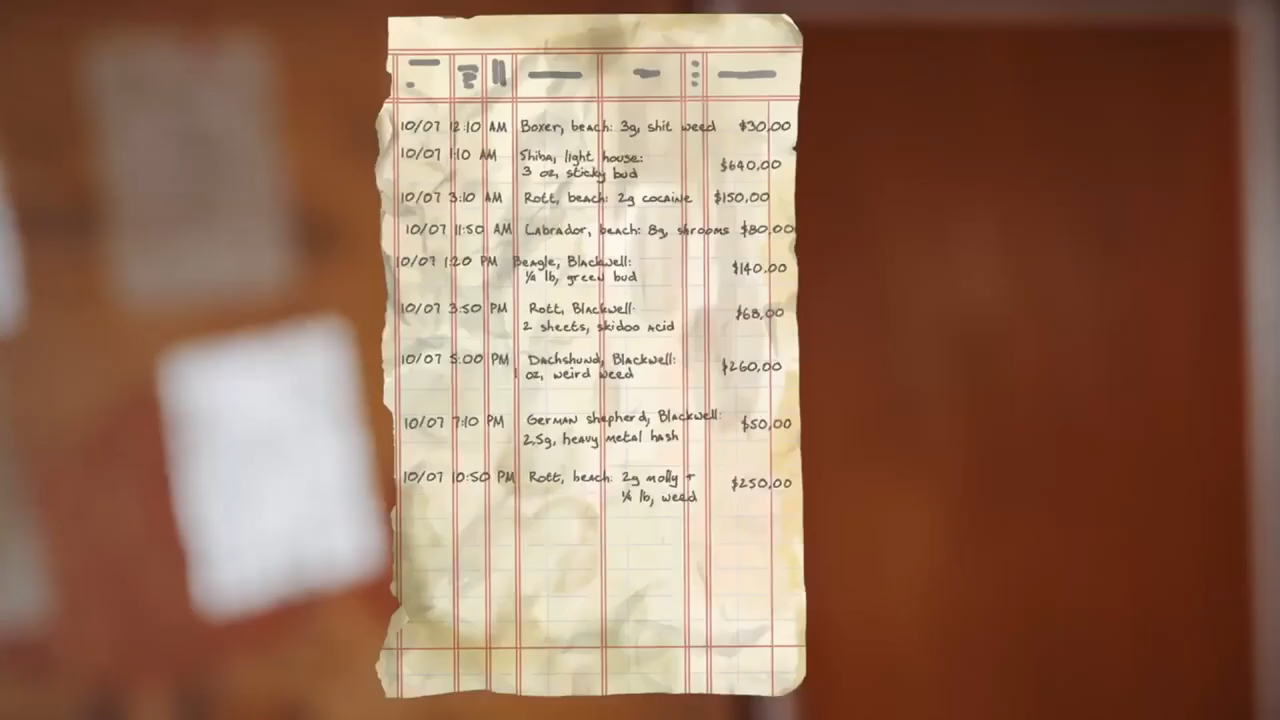 10/07 12:10 AM Boxer, beach: 3g, shit weed $30.00
10/07 1:10 AM Shiba, light house:
3 oz, sticky bud $640.00
10/07 3:10 AM Rott, beach: 2g cocaine $150.00
10/07 11:50 AM Labrador, beach: 8g, shrooms $80.00
10/07 1:20 PM Beagle, Blackwell:
1/4 lb, green bud $140.00
10/07 3:50 PM Rott, Blackwell:
2 sheets, skidoo acid $68.00
10/07 5:00 PM Dachshund, Blackwell:
1 oz, weird weed $260.00
10/07 7:10 PM German shepherd, Blackwell:
2.5g, heavy metal hash $50.00
10/07 10:50 PM Rott, beach: 2g molly +
1/4 lb, weed $250.00